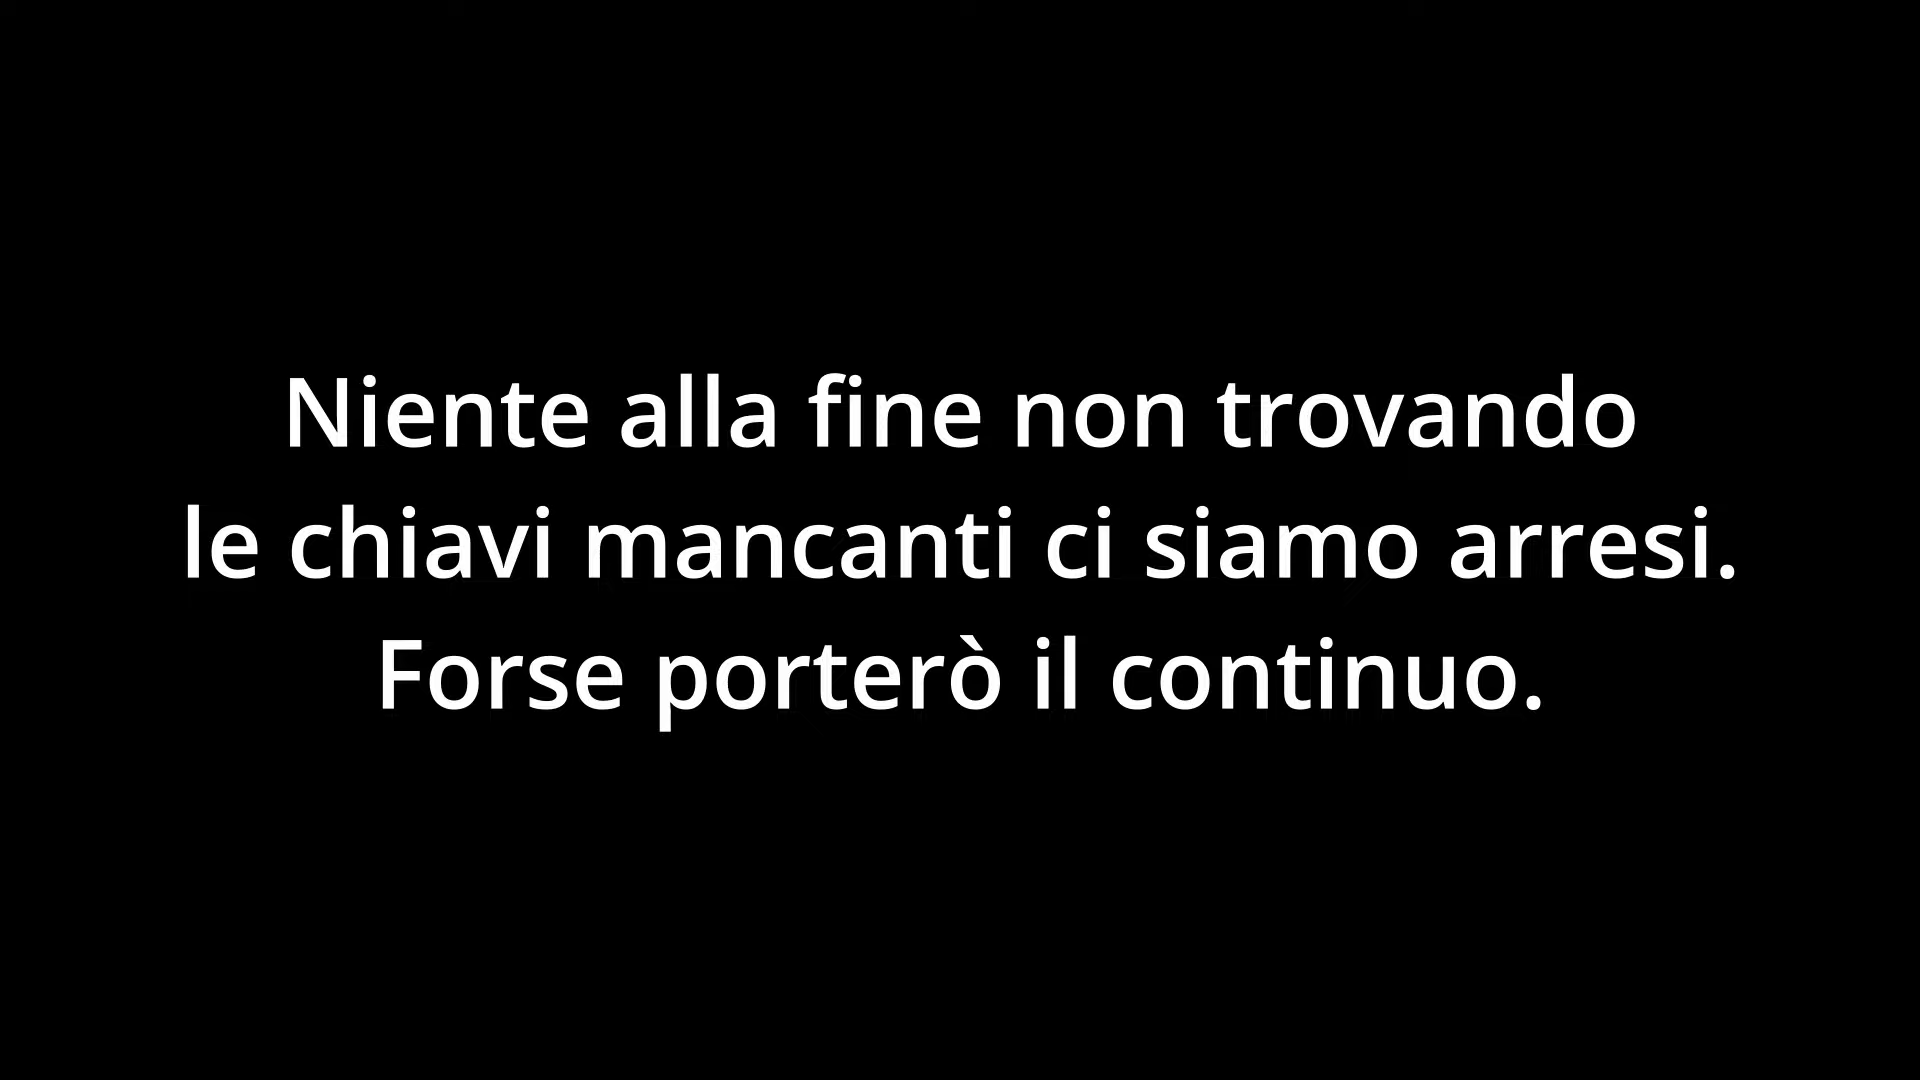 Niente alla fine non trovando
le chiavi mancanti ci siamo arresi.
Forse porterò il continuo.